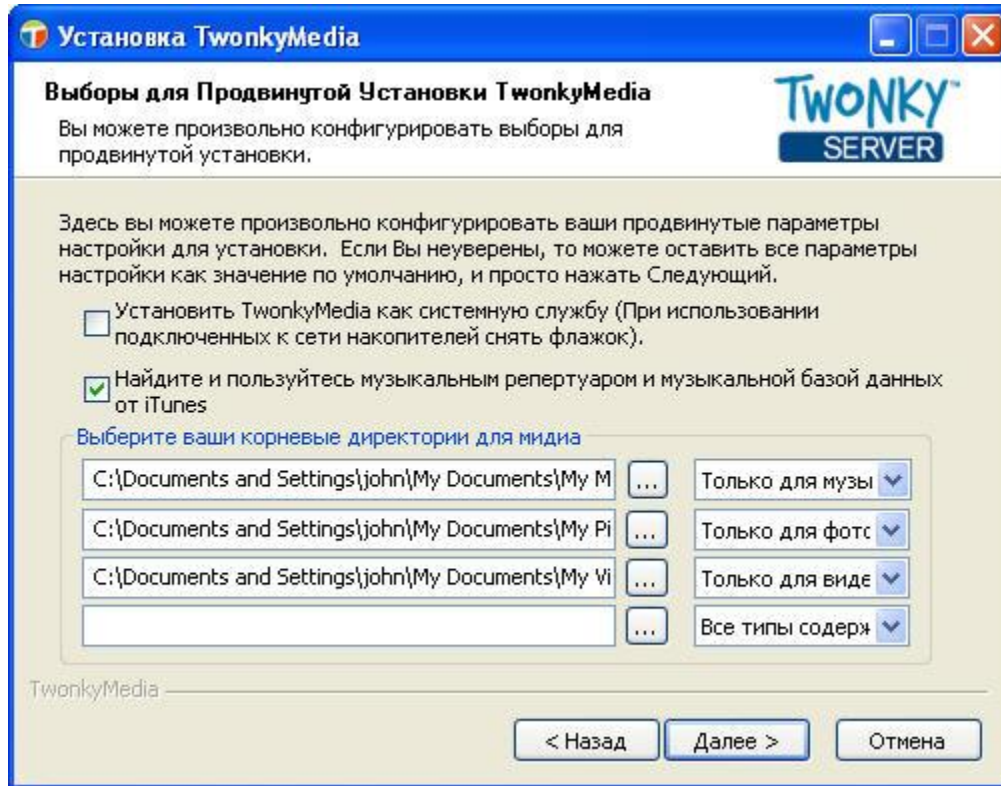 Установка TwonkyMedia
Выборы для Продвинутой Установки TwonkyMedia
Вы можете произвольно конфигурировать выборы для
продвинутой установки.
TWONKY™
SERVER
Здесь вы можете произвольно конфигурировать ваши продвинутые параметры
настройки для установки. Если Вы неуверены, то можете оставить все параметры
настройки как значение по умолчанию, и просто нажать Следующий.
Установить TwonkyMedia как системную службу (При использовании
подключенных к сети накопителей снять флажок).
Найдите и пользуйтесь музыкальным репертуаром и музыкальной базой данных
от iTunes
Выберите ваши корневые директории для мидиа
C:\Documents and Settings\john\My Documents\My M ... Только для музы
C:\Documents and Settings\john\My Documents\My Pi ... Только для фотс
C:\Documents and Settings\john\My Documents\My Vi ... Только для виде
... Все типы содерж
TwonkyMedia
< Назад Далее > Отмена